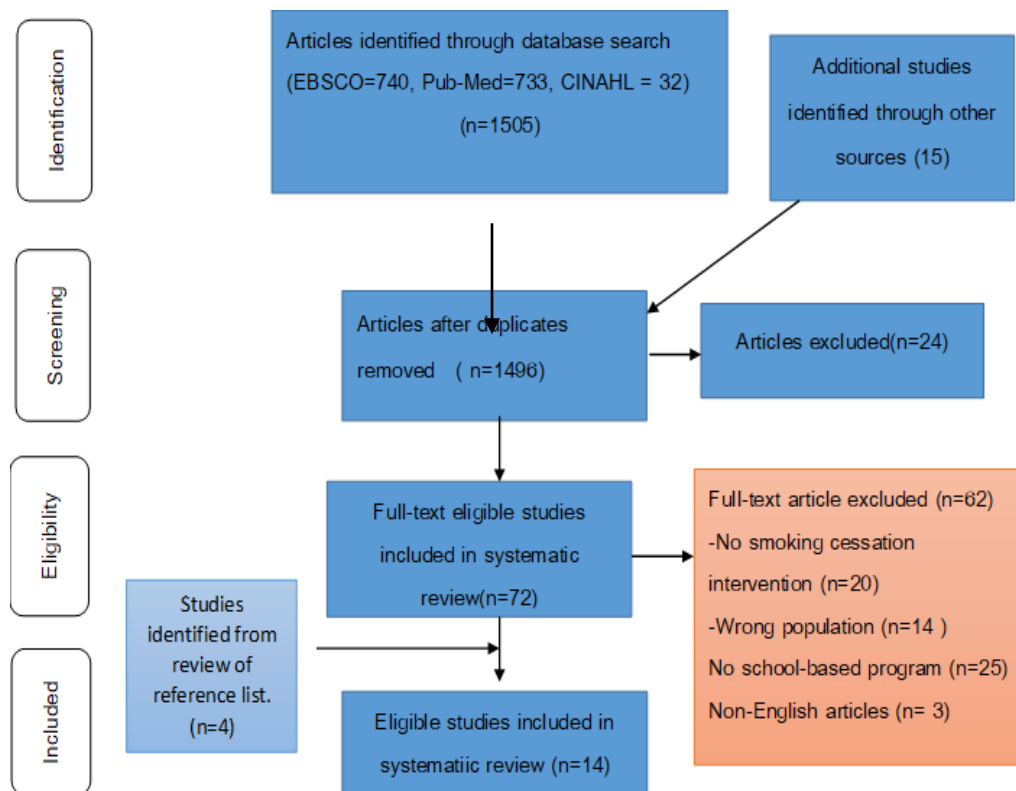 Identification
Articles identified through database search
(EBSCO=740, Pub-Med=733, CINAHL = 32)
(n=1505)
Additional studies
identified through other
sources (15)
Screening
Articles after duplicates
removed ( n=1496)
Articles excluded(n=24)
Eligibility
Full-text eligible studies
included in systematic
review(n=72)
Full-text article excluded (n=62)
-No smoking cessation
intervention (n=20)
-Wrong population (n=14 )
No school-based program (n=25)
Non-English articles (n= 3)
Studies
identified from
review of
reference list.
(n=4)
Included
Eligible studies included in
systematiic review (n=14)